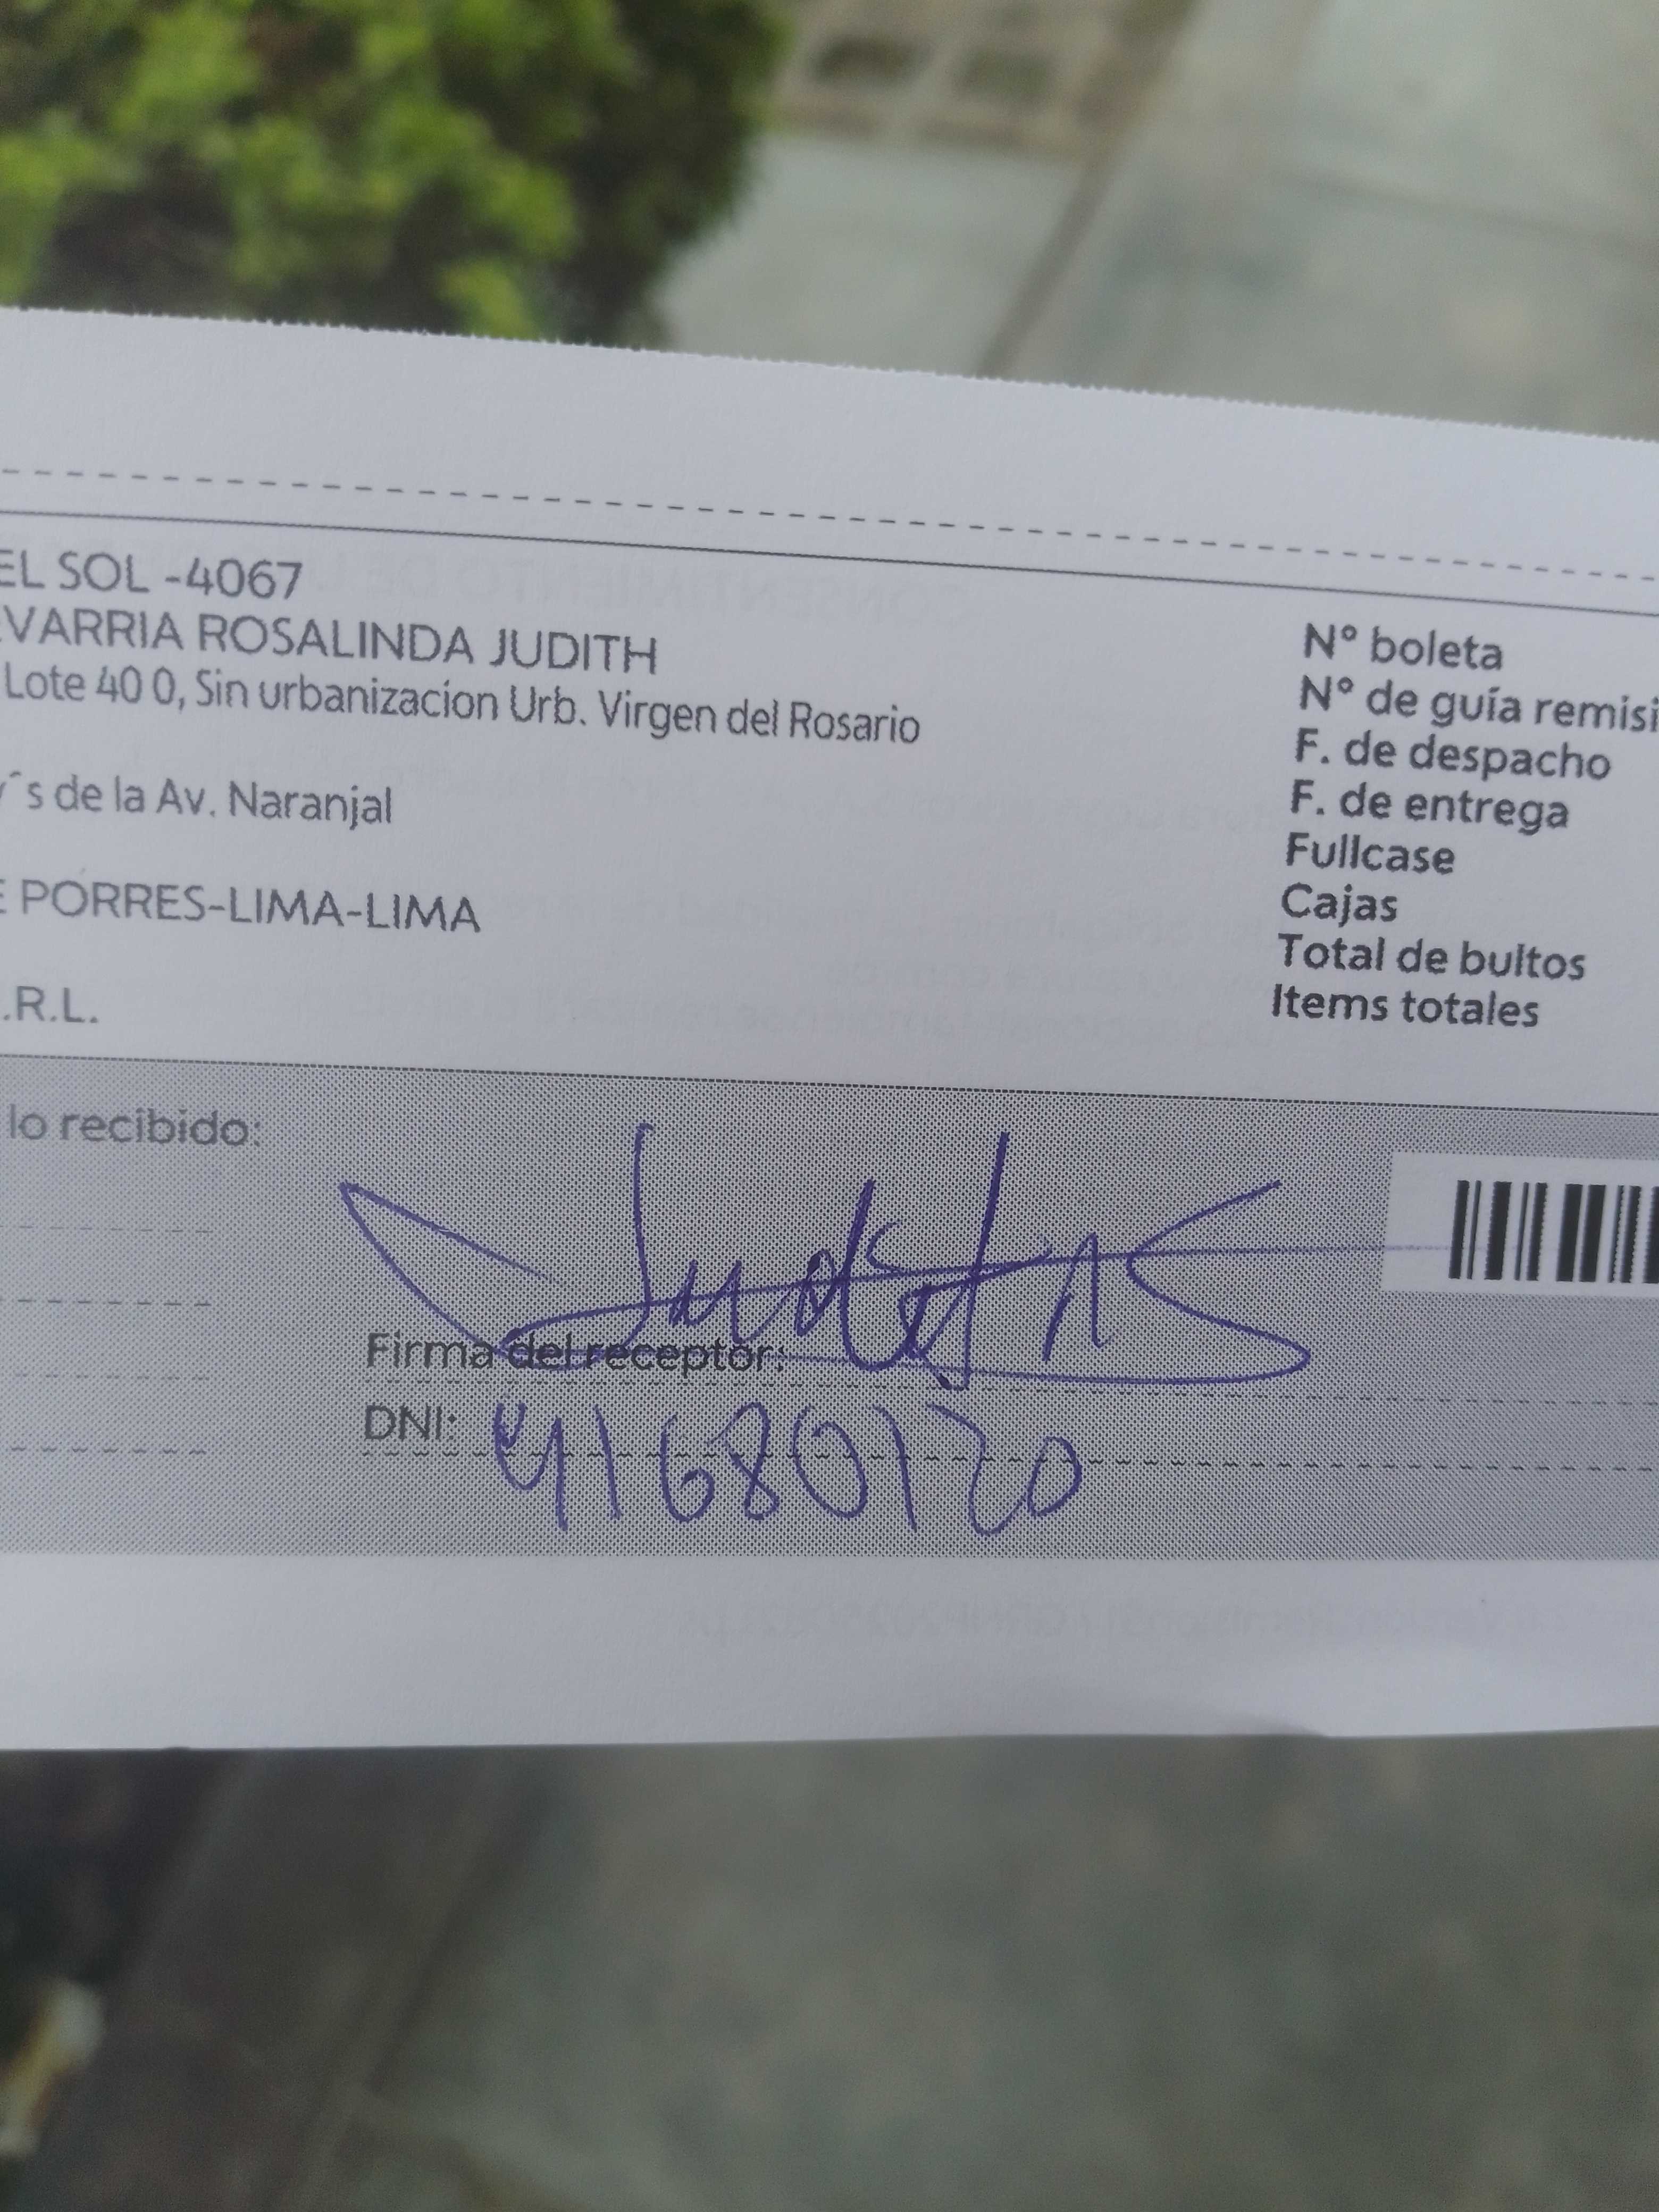 EL SOL -4067
VARRIA ROSALINDA JUDITH
Lote 40 0, Sin urbanizacíon Urb. Virgen del Rosario
´s de la Av. Naranjal
E PORRES-LIMA-LIMA
.R.L.
N° boleta
N° de guía remisi
F. de despacho
F. de entrega
Fullcase
Cajas
Total de bultos
Items totales
lo recibido:
Firma del receptor:
DNI: 41680120